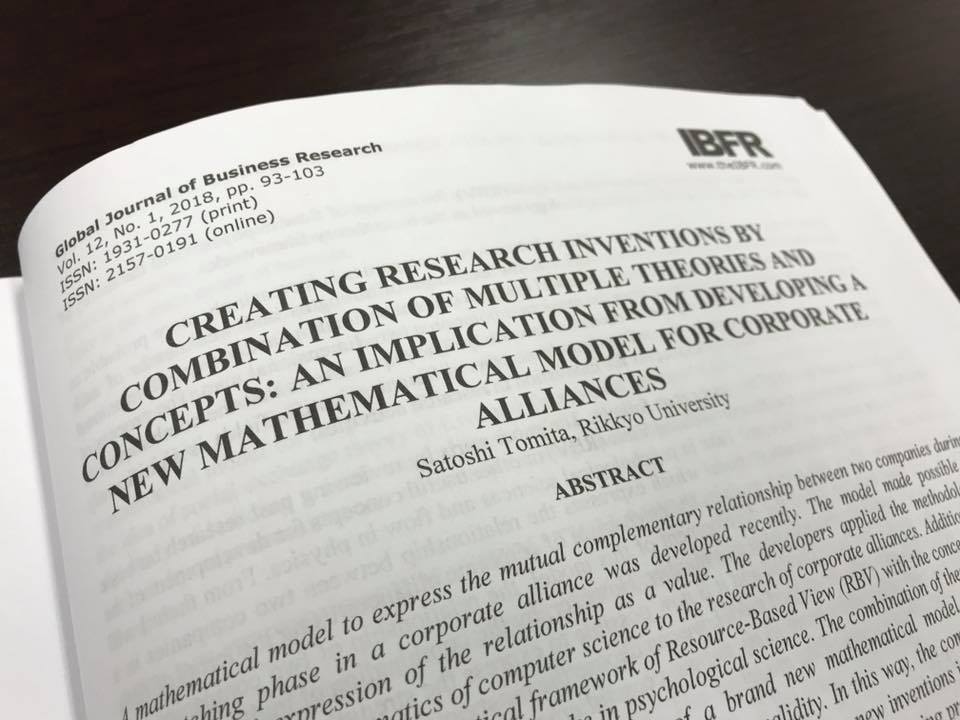 Global Journal of Business Research
Vol. 12, No. 1, 2018, pp. 93-103
ISSN: 1931-0277 (print)
ISSN: 2157-0191 (online)
IBFR
www.theIBFR.com
CREATING RESEARCH INVENTIONS BY
COMBINATION OF MULTIPLE THEORIES AND
CONCEPTS: AN IMPLICATION FROM DEVELOPING A
NEW MATHEMATICAL MODEL FOR CORPORATE
ALLIANCES
Satoshi Tomita, Rikkyo University
ABSTRACT
A mathematical model to express the mutual complementary relationship between two companies during
phase in a corporate alliance was developed recently. The model made possible
of the relationship as a value. The developers applied the
of computer science to the research of corporate alliances.
framework of Resource-Based View (RBV) with the
in psychological science. The combination of the
of a brand new mathematical model
In this way, the
new inventions